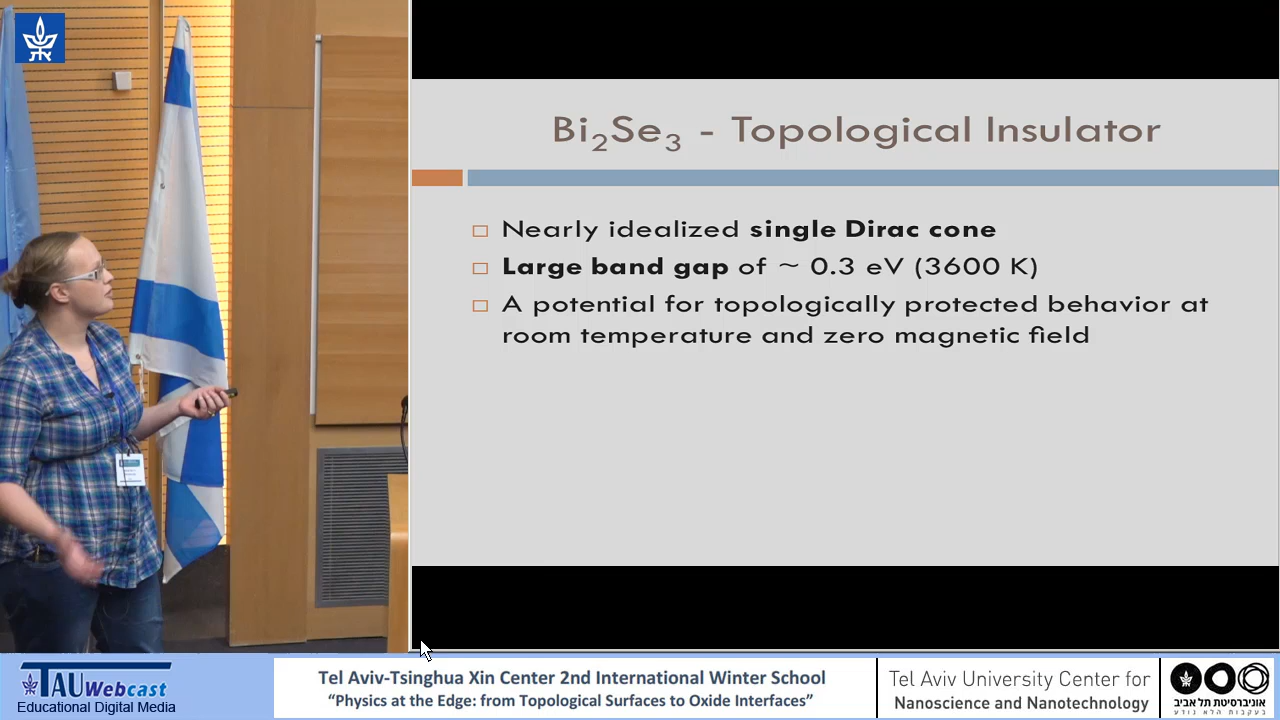 Bi₂Se₃ - Topological Insulator
Nearly idealized single Dirac cone
Large band gap of ~ 0.3 eV (3600 K)
A potential for topologically protected behavior at
room temperature and zero magnetic field
TAU Webcast
Educational Digital Media
Tel Aviv-Tsinghua Xin Center 2nd International Winter School
“Physics at the Edge: from Topological Surfaces to Oxide Interfaces”
Tel Aviv University Center for
Nanoscience and Nanotechnology
אוניברסיטת תל אביב